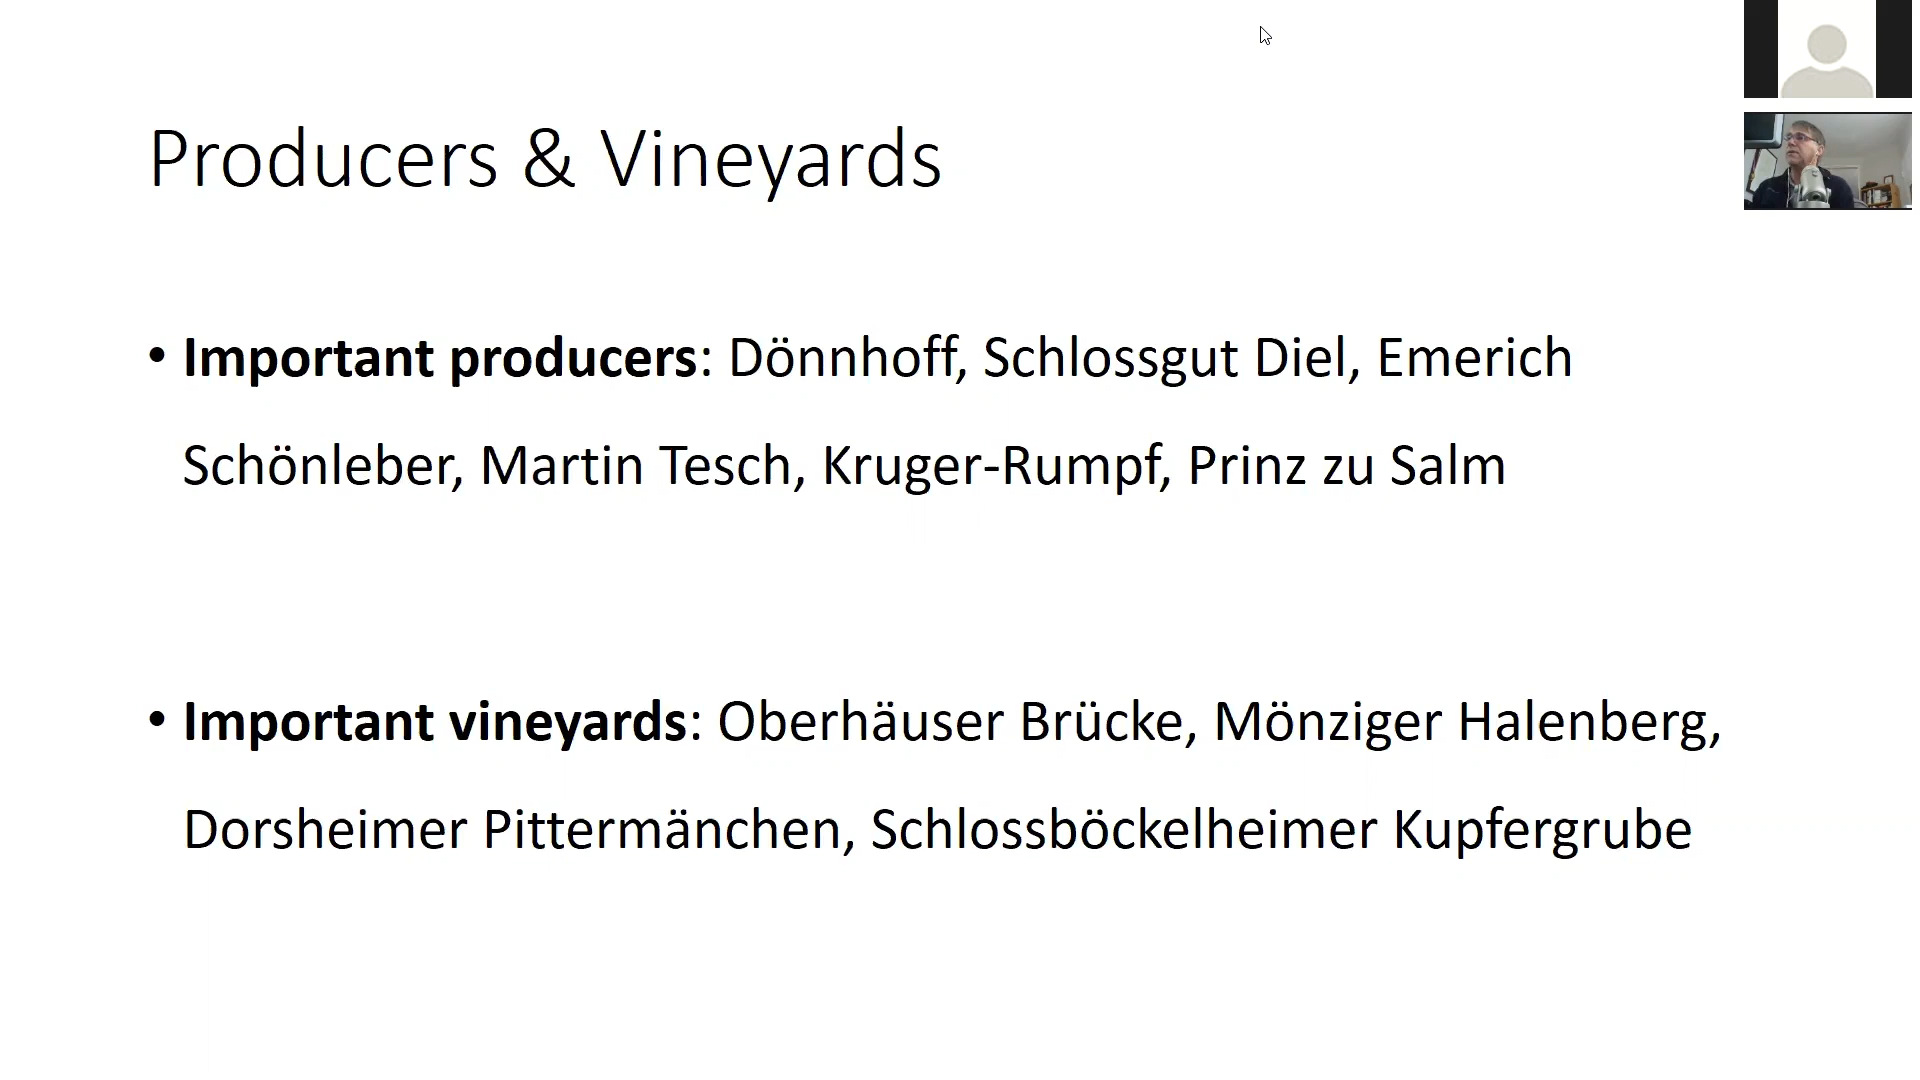 Producers & Vineyards
• Important producers: Dönnhoff, Schlossgut Diel, Emerich
Schönleber, Martin Tesch, Kruger-Rumpf, Prinz zu Salm
• Important vineyards: Oberhäuser Brücke, Mönziger Halenberg,
Dorsheimer Pittermänchen, Schlossböckelheimer Kupfergrube